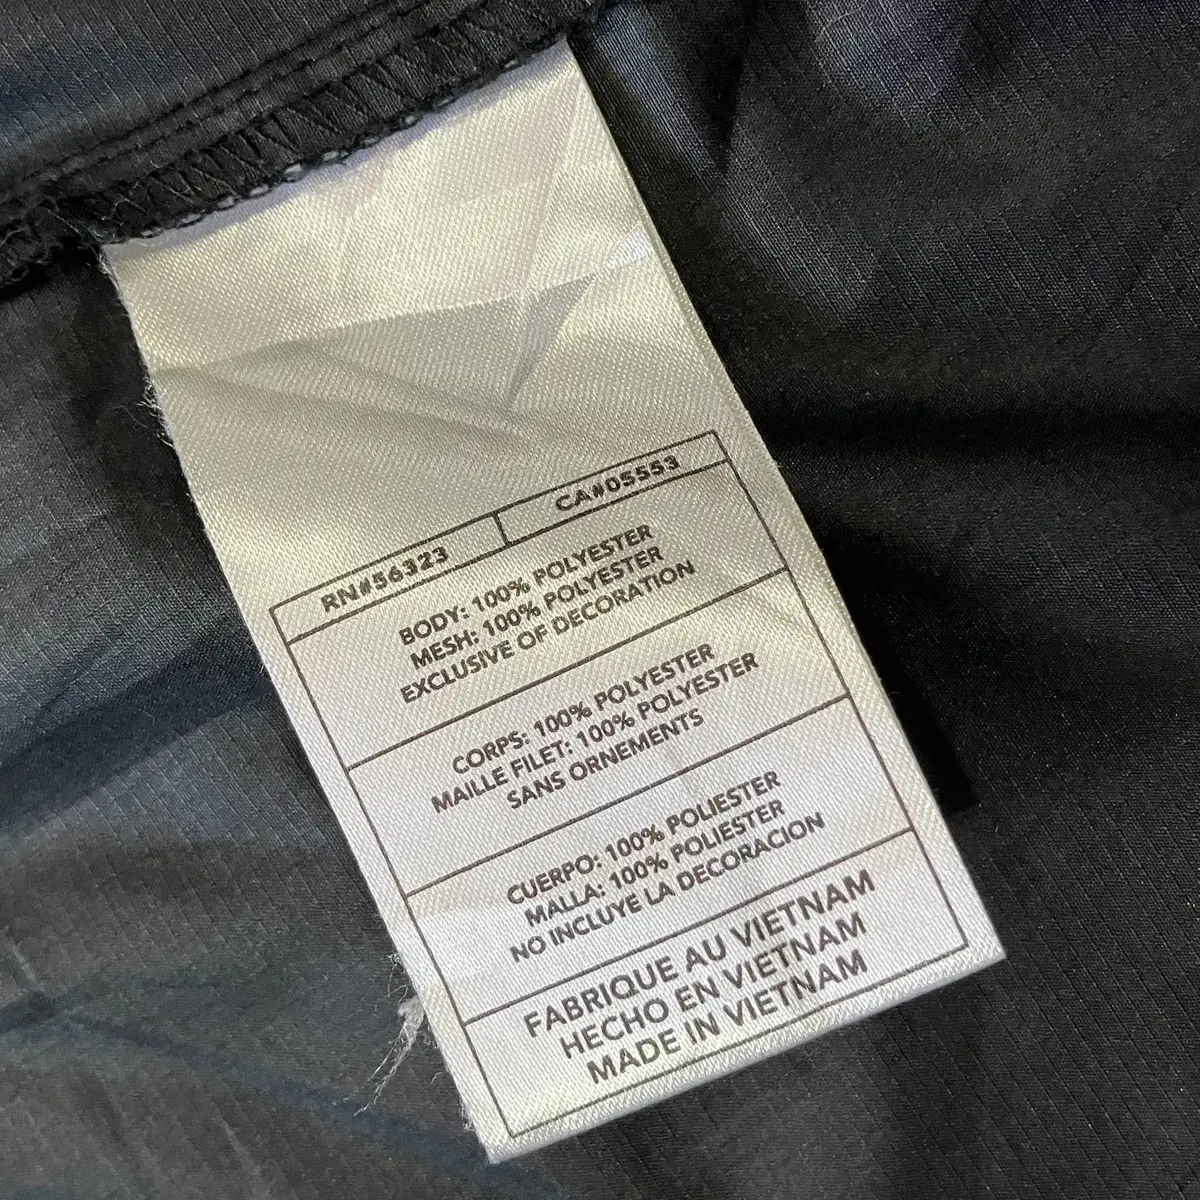 RN#56323 CA#05553
BODY: 100% POLYESTER
MESH: 100% POLYESTER
EXCLUSIVE OF DECORATION
CORPS: 100% POLYESTER
MAILLE FILET: 100% POLYESTER
SANS ORNEMENTS
CUERPO: 100% POLIESTER
MALLA: 100% POLIESTER
NO INCLUYE LA DECORACION
FABRIQUE AU VIETNAM
HECHO EN VIETNAM
MADE IN VIETNAM